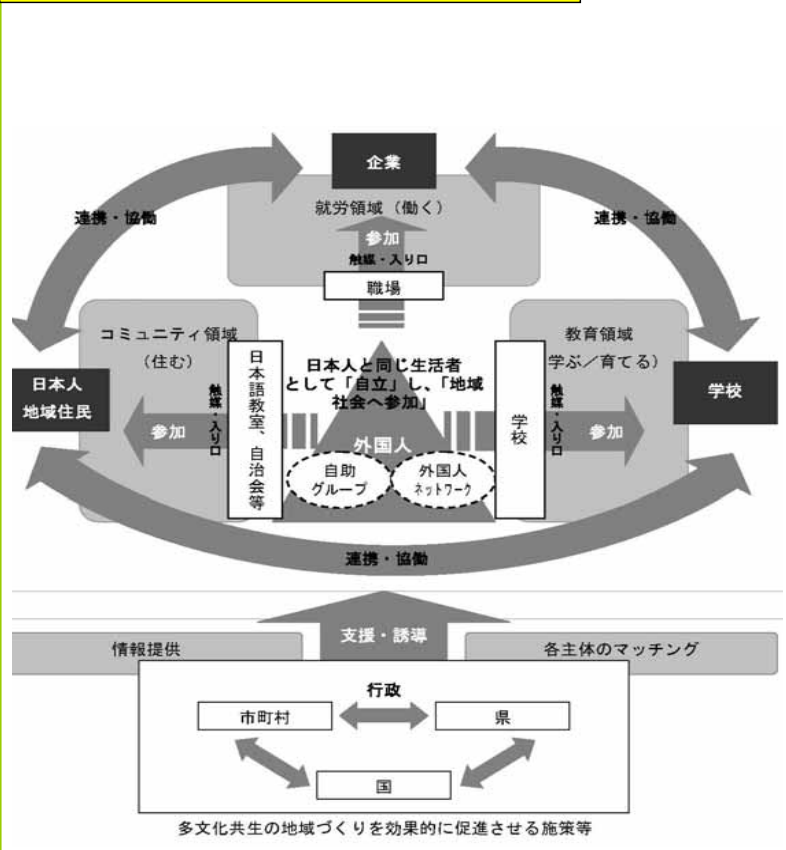 企業
就労領域（働く）
連携・協働
連携・協働
参加
触媒・入り口
職場
コミュニティ領域
（住む）
教育領域
学ぶ／育てる）
日本人
地域住民
触媒・入り口
参加
日本語教室、自治会等
日本人と同じ生活者
として「自立」し、「地域
社会へ参加」
外国人
自助
グループ
外国人
ネットワーク
学校
触媒・入り口
参加
学校
連携・協働
支援・誘導
情報提供
各主体のマッチング
行政
市町村
県
国
多文化共生の地域づくりを効果的に促進させる施策等